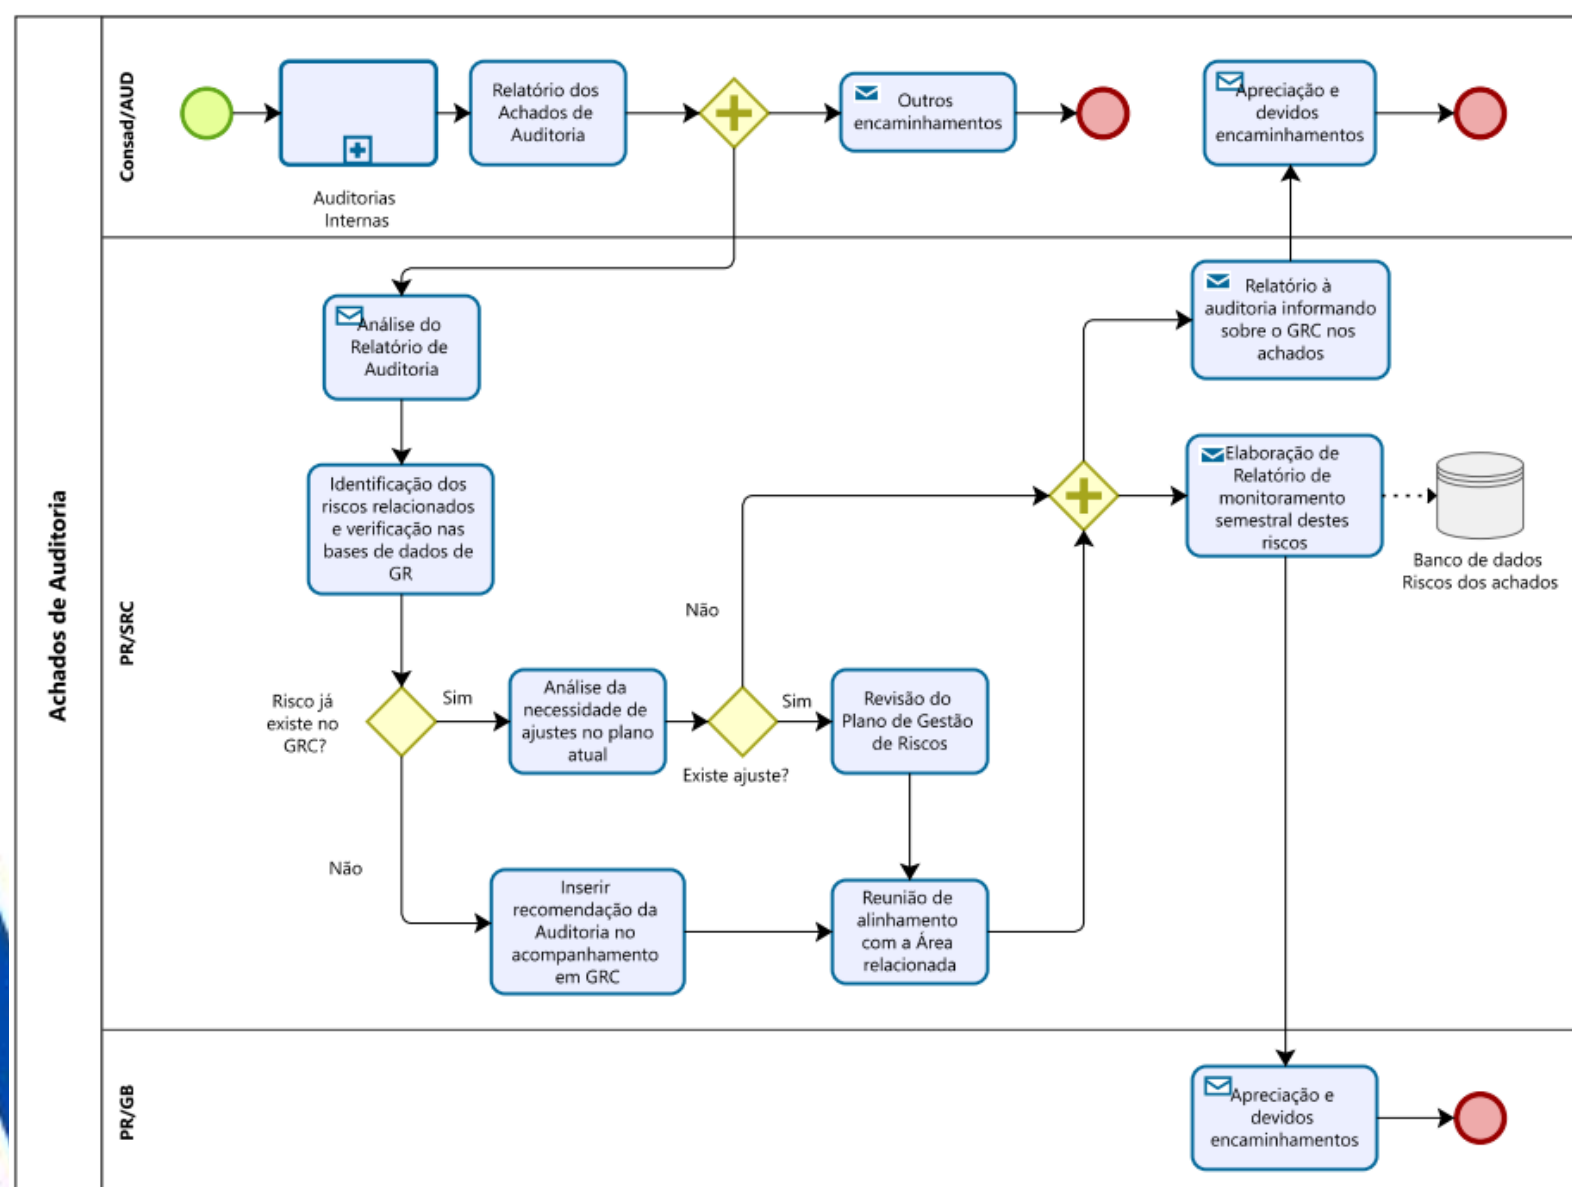 Achados de Auditoria
Consad/AUD
Auditorias
Internas
Relatório dos
Achados de
Auditoria
Outros
encaminhamentos
Apreciação e
devidos
encaminhamentos
PR/SRC
Análise do
Relatório de
Auditoria
Identificação dos
riscos relacionados
e verificação nas
bases de dados de
GR
Risco já
existe no
GRC?
Sim
Não
Análise da
necessidade de
ajustes no plano
atual
Existe ajuste?
Não
Sim
Revisão do
Plano de Gestão
de Riscos
Inserir
recomendação da
Auditoria no
acompanhamento
em GRC
Reunião de
alinhamento
com a Área
relacionada
Relatório à
auditoria informando
sobre o GRC nos
achados
Elaboração de
Relatório de
monitoramento
semestral destes
riscos
Banco de dados
Riscos dos achados
PR/GB
Apreciação e
devidos
encaminhamentos